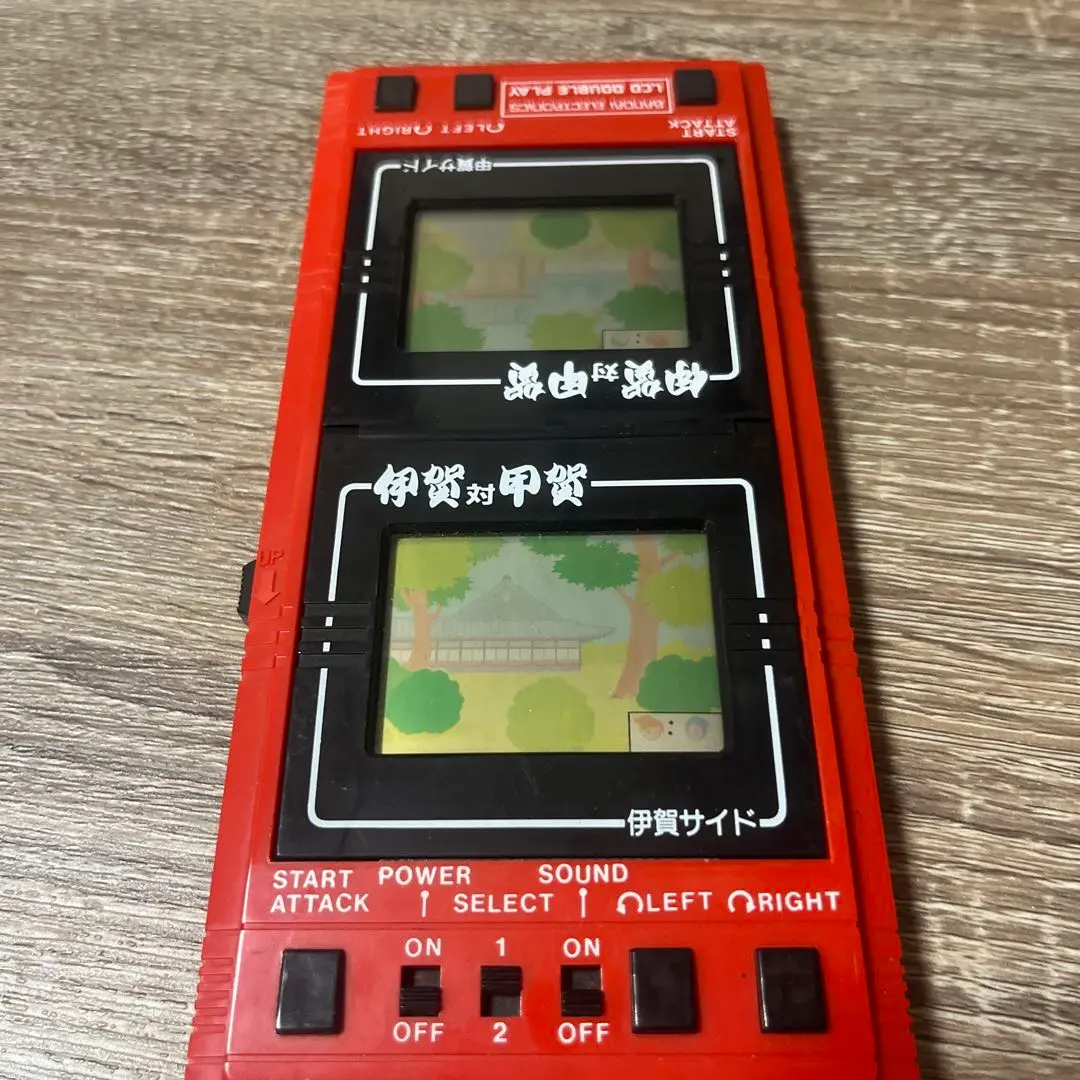 BANDAI ELECTRONICS
LCD DOUBLE PLAY
START
ATTACK
LEFT RIGHT
甲賀サイド
伊賀対甲賀
伊賀対甲賀
UP
伊賀サイド
START POWER SOUND
ATTACK SELECT LEFT RIGHT
ON 1 ON
OFF 2 OFF